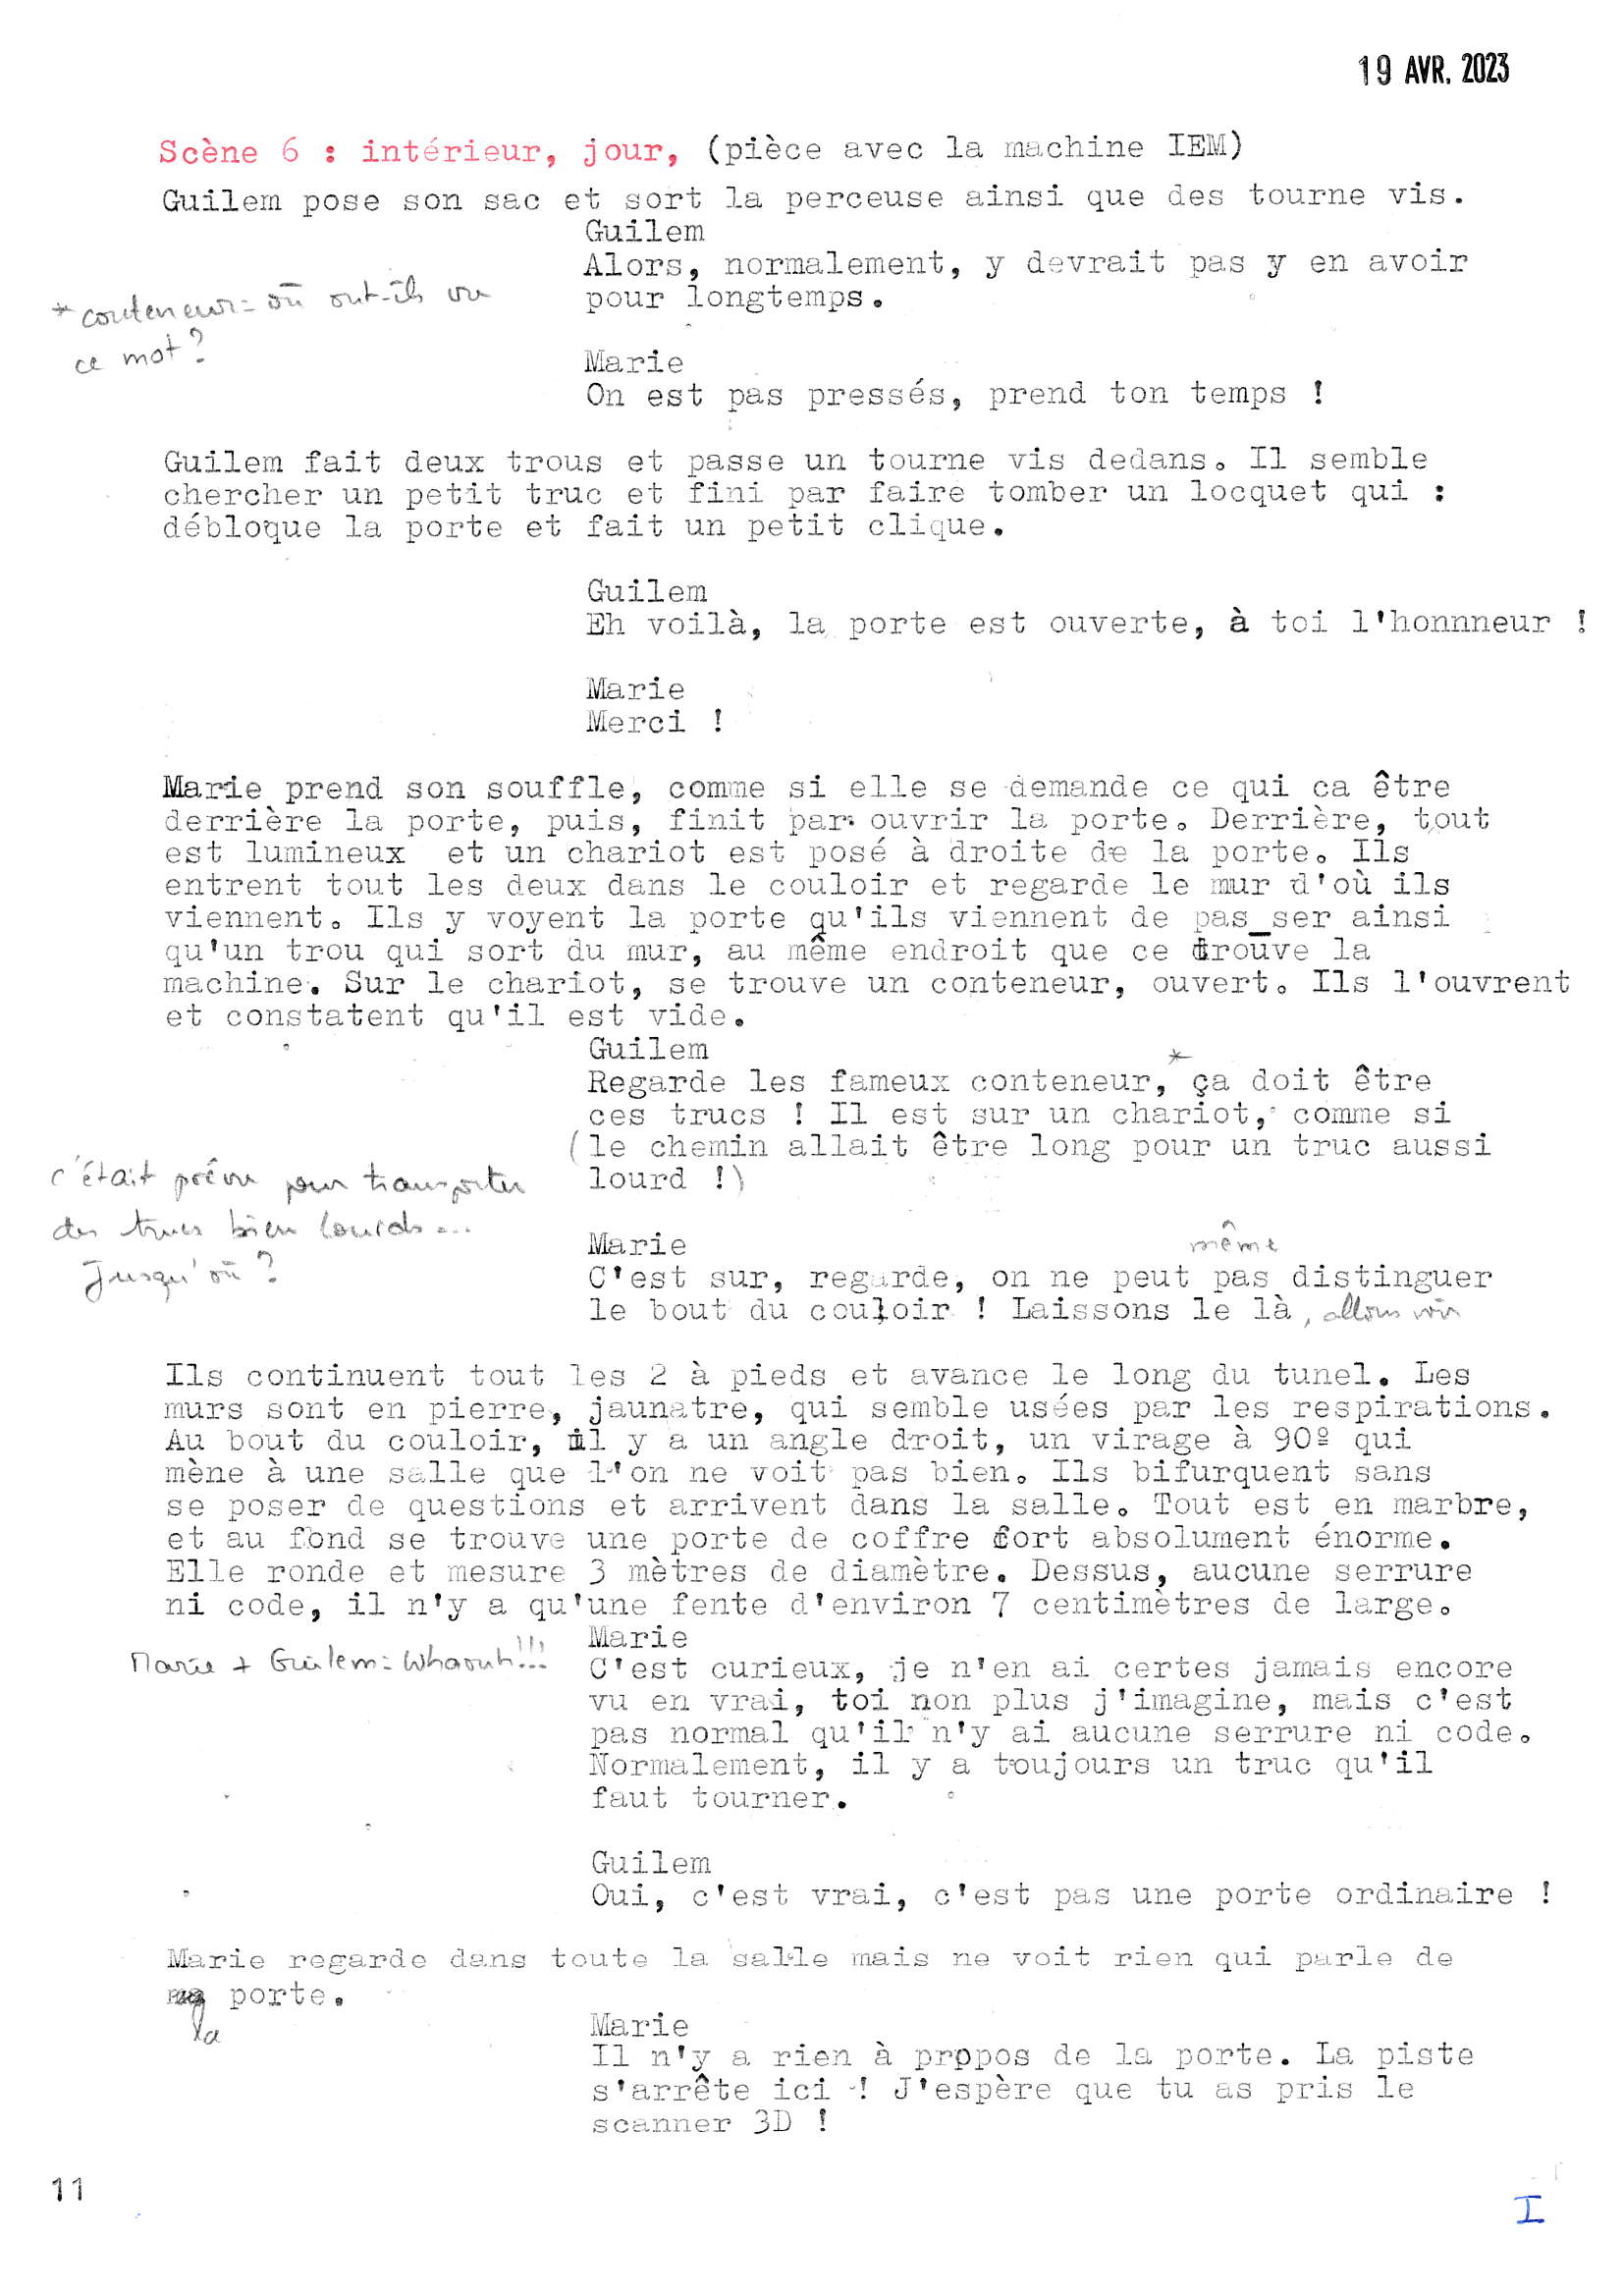 19 AVR. 2023
Scène 6 : intérieur, jour, (pièce avec la machine IEM)
Guilem pose son sac et sort la perceuse ainsi que des tourne vis.
Guilem
Alors, normalement, y devrait pas y en avoir
pour longtemps.
* conteneur = où ont-ils vu
ce mot ?
Marie
On est pas pressés, prend ton temps !
Guilem fait deux trous et passe un tourne vis dedans. Il semble
chercher un petit truc et fini par faire tomber un locquet qui :
débloque la porte et fait un petit clique.
Guilem
Eh voilà, la porte est ouverte, à toi l'honnneur !
Marie
Merci !
Marie prend son souffle, comme si elle se demande ce qui ca être
derrière la porte, puis, finit par ouvrir la porte. Derrière, tout
est lumineux et un chariot est posé à droite de la porte. Ils
entrent tout les deux dans le couloir et regarde le mur d'où ils
viennent. Ils y voyent la porte qu'ils viennent de pas_ser ainsi
qu'un trou qui sort du mur, au même endroit que ce trouve la
machine. Sur le chariot, se trouve un conteneur, ouvert. Ils l'ouvrent
et constatent qu'il est vide.
Guilem
*
Regarde les fameux conteneur, ça doit être
ces trucs ! Il est sur un chariot, comme si
(le chemin allait être long pour un truc aussi
lourd !)
c'était prévu pour transporter
des trucs bien lourds...
Jusqu'où ?
Marie
même
C'est sur, regarde, on ne peut pas distinguer
le bout du couloir ! Laissons le là, allons voir
Ils continuent tout les 2 à pieds et avance le long du tunel. Les
murs sont en pierre, jaunatre, qui semble usées par les respirations.
Au bout du couloir, il y a un angle droit, un virage à 90º qui
mène à une salle que l'on ne voit pas bien. Ils bifurquent sans
se poser de questions et arrivent dans la salle. Tout est en marbre,
et au fond se trouve une porte de coffre fort absolument énorme.
Elle ronde et mesure 3 mètres de diamètre. Dessus, aucune serrure
ni code, il n'y a qu'une fente d'environ 7 centimètres de large.
Marie + Guilem = Whaouh !!!
Marie
C'est curieux, je n'en ai certes jamais encore
vu en vrai, toi non plus j'imagine, mais c'est
pas normal qu'il n'y ai aucune serrure ni code.
Normalement, il y a toujours un truc qu'il
faut tourner.
Guilem
Oui, c'est vrai, c'est pas une porte ordinaire !
Marie regarde dans toute la salle mais ne voit rien qui parle de
porte.
la
Marie
Il n'y a rien à propos de la porte. La piste
s'arrête ici ! J'espère que tu as pris le
scanner 3D !
11
I